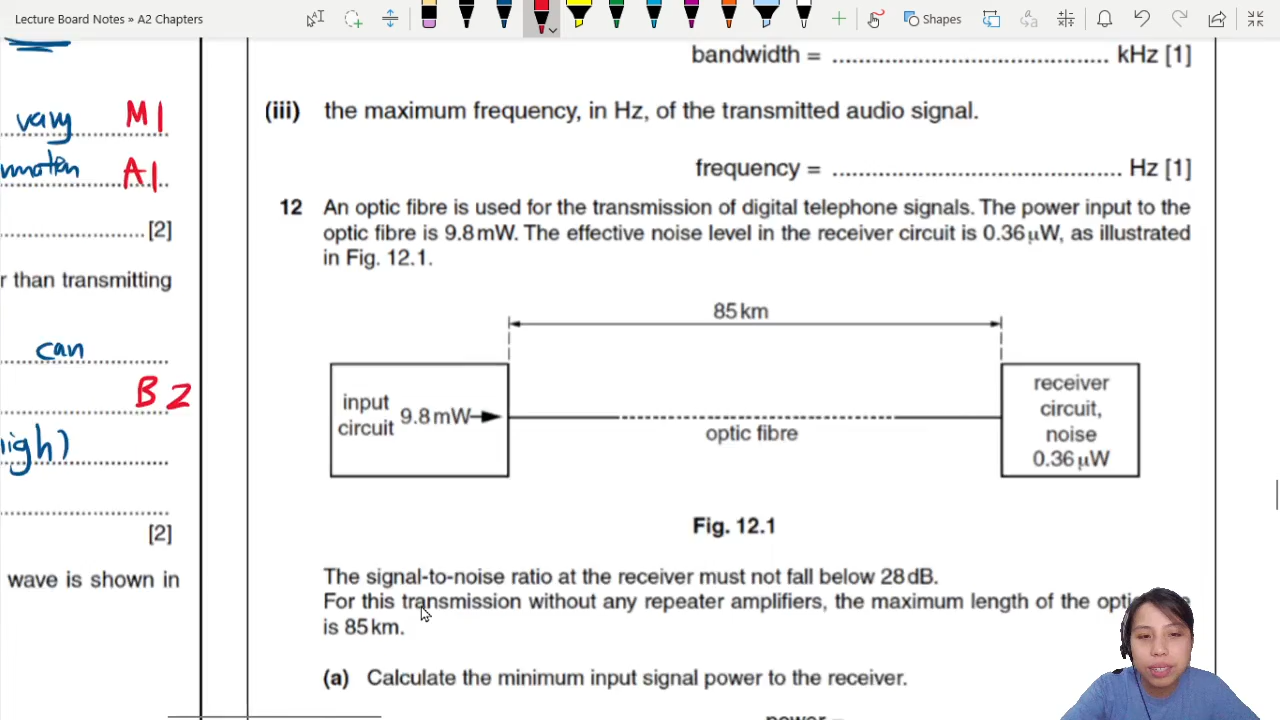 Lecture Board Notes » A2 Chapters
Shapes
bandwidth = ............................................ kHz [1]
vary M1
(iii) the maximum frequency, in Hz, of the transmitted audio signal.
A1
frequency = ............................................ Hz [1]
12 An optic fibre is used for the transmission of digital telephone signals. The power input to the
optic fibre is 9.8 mW. The effective noise level in the receiver circuit is 0.36 μW, as illustrated
in Fig. 12.1.
[2]
r than transmitting
can
B2
igh)
[2]
wave is shown in
85 km
input
circuit
9.8 mW
optic fibre
receiver
circuit,
noise
0.36 μW
Fig. 12.1
The signal-to-noise ratio at the receiver must not fall below 28 dB.
For this transmission without any repeater amplifiers, the maximum length of the
is 85 km.
(a) Calculate the minimum input signal power to the receiver.